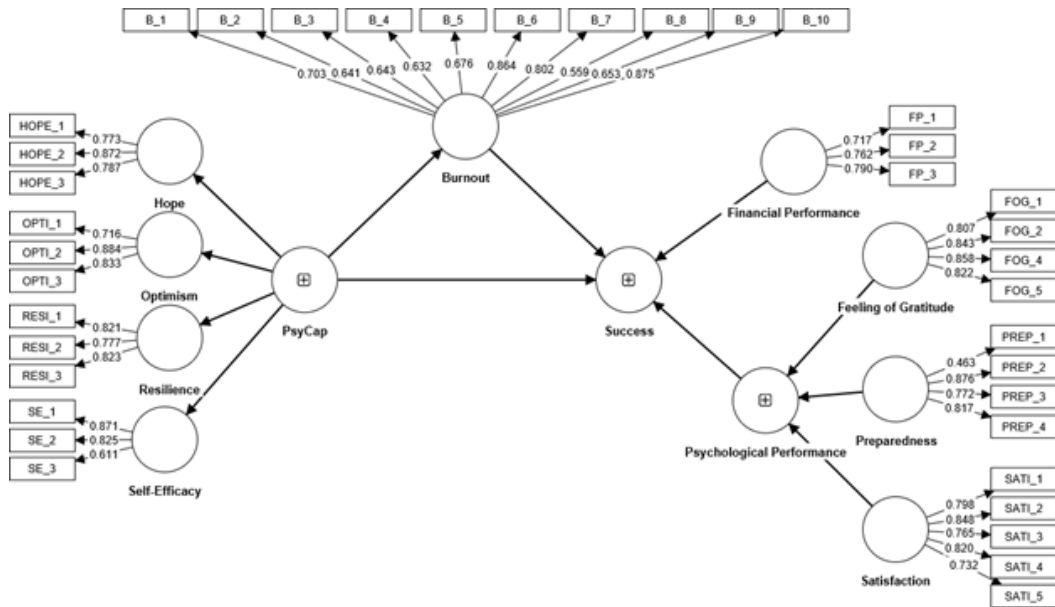 B_1
B_2
B_3
B_4
B_5
B_6
B_7
B_8
B_9
B_10
0.703
0.641
0.643
0.632
0.676
0.864
0.802
0.559
0.653
0.875
Burnout
HOPE_1
HOPE_2
HOPE_3
0.773
0.872
0.787
Hope
OPTI_1
OPTI_2
OPTI_3
0.716
0.884
0.833
Optimism
RESI_1
RESI_2
RESI_3
0.821
0.777
0.823
Resilience
SE_1
SE_2
SE_3
0.871
0.825
0.611
Self-Efficacy
PsyCap
Success
FP_1
FP_2
FP_3
0.717
0.762
0.790
Financial Performance
FOG_1
FOG_2
FOG_4
FOG_5
0.807
0.843
0.858
0.822
Feeling of Gratitude
PREP_1
PREP_2
PREP_3
PREP_4
0.463
0.876
0.772
0.817
Preparedness
Psychological Performance
SATI_1
SATI_2
SATI_3
SATI_4
SATI_5
0.798
0.848
0.765
0.820
0.732
Satisfaction